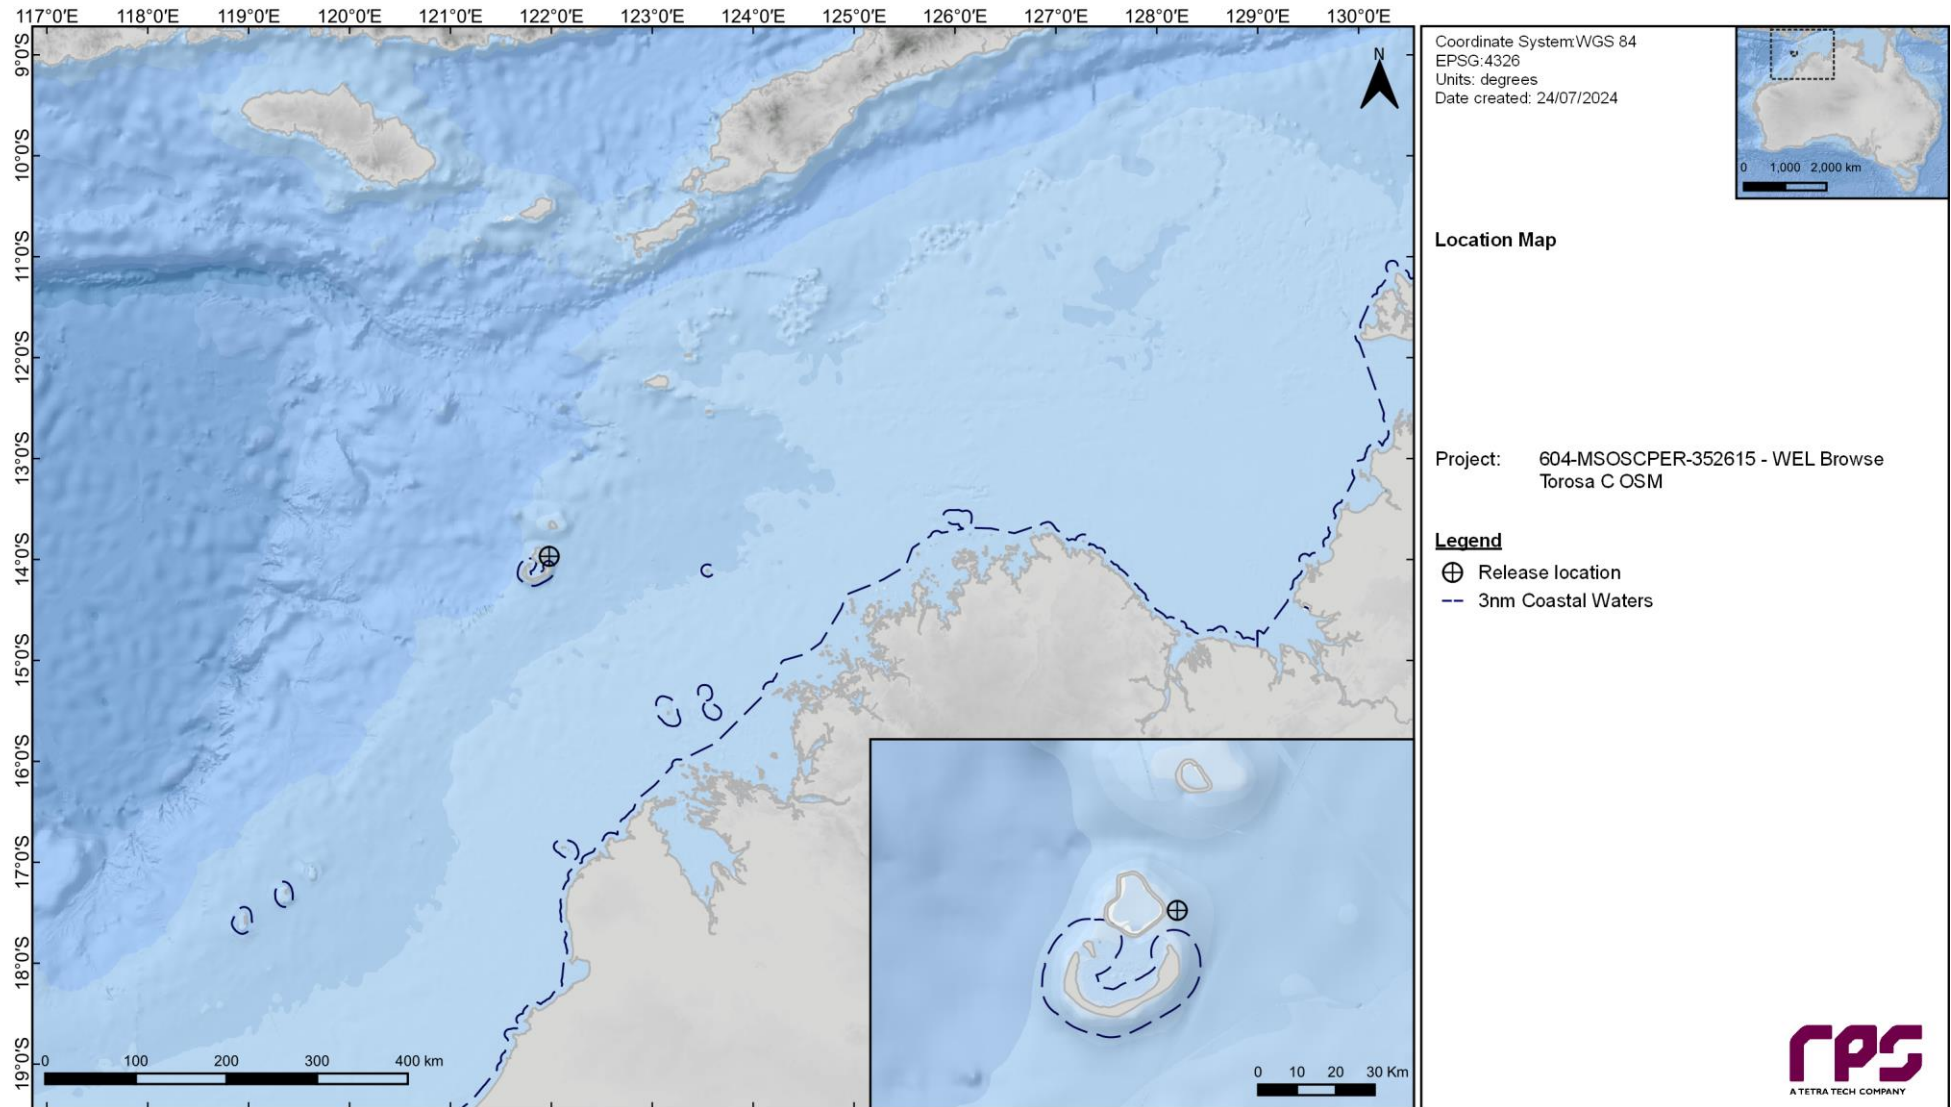 117°0'E 118°0'E 119°0'E 120°0'E 121°0'E 122°0'E 123°0'E 124°0'E 125°0'E 126°0'E 127°0'E 128°0'E 129°0'E 130°0'E
9°0'S
10°0'S
11°0'S
12°0'S
13°0'S
14°0'S
15°0'S
16°0'S
17°0'S
18°0'S
19°0'S
N
0 100 200 300 400 km
0 10 20 30 Km
Coordinate System:WGS 84
EPSG:4326
Units: degrees
Date created: 24/07/2024
0 1,000 2,000 km
Location Map
Project: 604-MSOSCPER-352615 - WEL Browse
Torosa C OSM
Legend
Release location
3nm Coastal Waters
rps
A TETRA TECH COMPANY